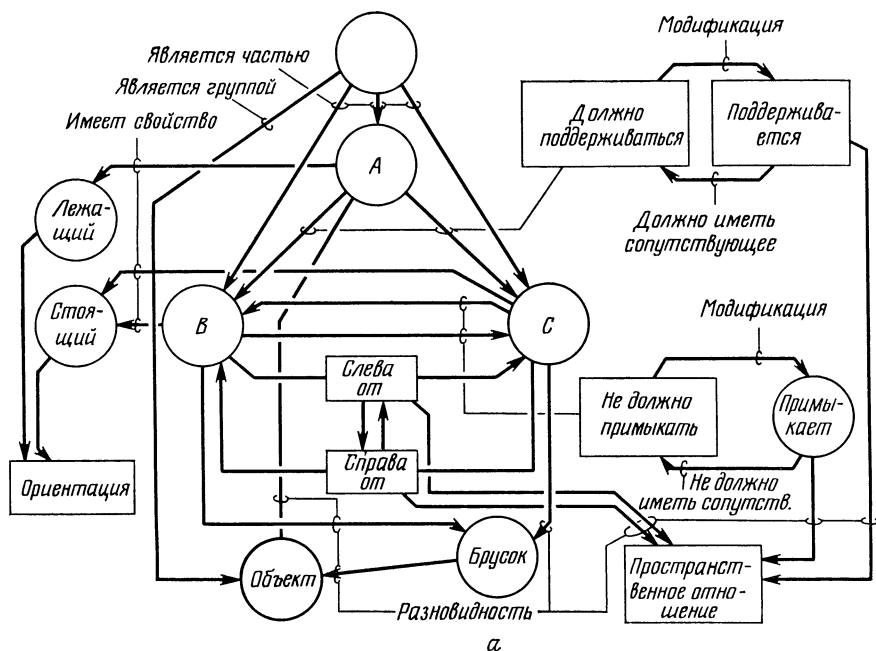 Является частью
Является группой
Имеет свойство
Модификация
Должно
поддерживаться
Поддержива-
ется
Должно иметь
сопутствующее
A
Лежа-
щий
Стоя-
щий
B
C
Слева
от
Справа
от
Модификация
Не должно
примыкать
Примы-
кает
Не должно
иметь сопутств.
Ориентация
Объект
Брусок
Пространст-
венное отно-
шение
Разновидность
а